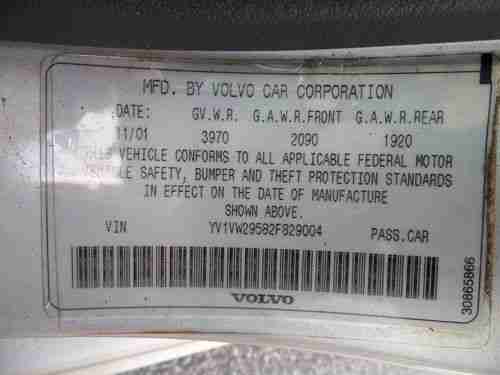 MFD. BY VOLVO CAR CORPORATION
DATE: GV.W.R. G.A.W.R.FRONT G.A.W.R.REAR
11/01 3970 2090 1920
THIS VEHICLE CONFORMS TO ALL APPLICABLE FEDERAL MOTOR
VEHICLE SAFETY, BUMPER AND THEFT PROTECTION STANDARDS
IN EFFECT ON THE DATE OF MANUFACTURE
SHOWN ABOVE.
VIN YV1VW29582F829004 PASS.CAR
VOLVO
30865866